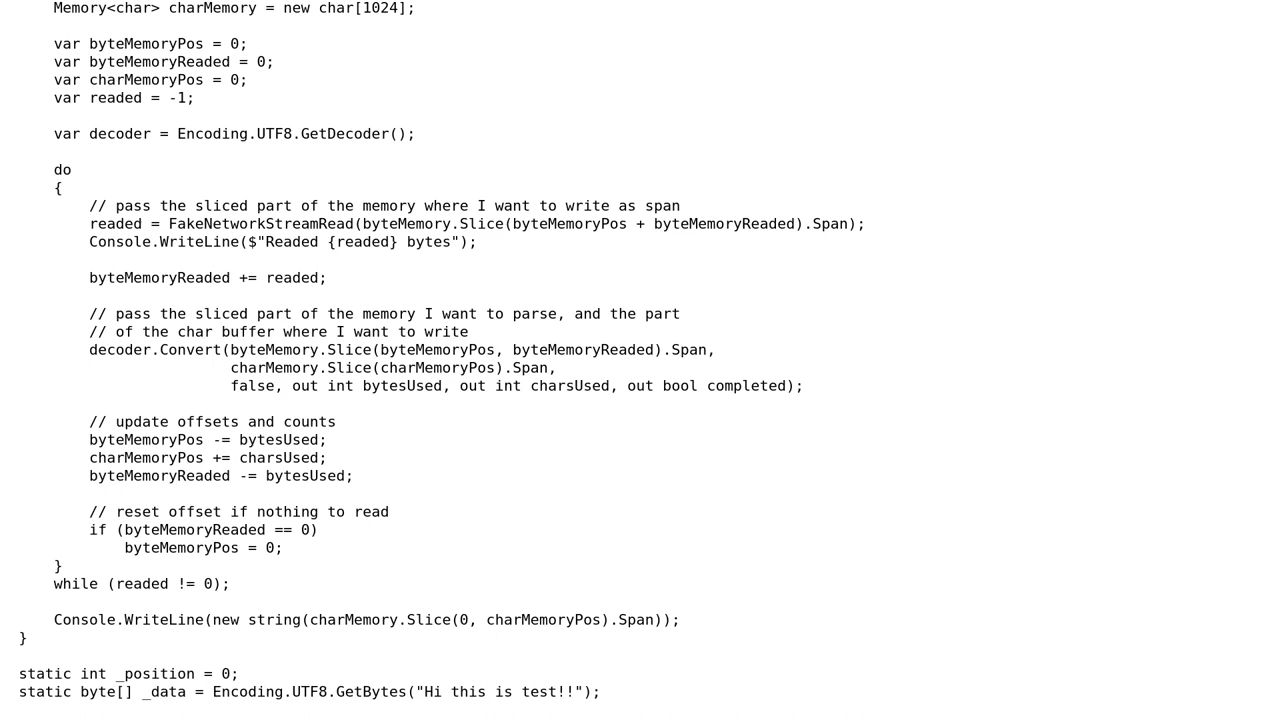 Memory<char> charMemory = new char[1024];
var byteMemoryPos = 0;
var byteMemoryReaded = 0;
var charMemoryPos = 0;
var readed = -1;
var decoder = Encoding.UTF8.GetDecoder();
do
{
// pass the sliced part of the memory where I want to write as span
readed = FakeNetworkStreamRead(byteMemory.Slice(byteMemoryPos + byteMemoryReaded).Span);
Console.WriteLine($"Readed {readed} bytes");
byteMemoryReaded += readed;
// pass the sliced part of the memory I want to parse, and the part
// of the char buffer where I want to write
decoder.Convert(byteMemory.Slice(byteMemoryPos, byteMemoryReaded).Span,
charMemory.Slice(charMemoryPos).Span,
false, out int bytesUsed, out int charsUsed, out bool completed);
// update offsets and counts
byteMemoryPos -= bytesUsed;
charMemoryPos += charsUsed;
byteMemoryReaded -= bytesUsed;
// reset offset if nothing to read
if (byteMemoryReaded == 0)
byteMemoryPos = 0;
}
while (readed != 0);
Console.WriteLine(new string(charMemory.Slice(0, charMemoryPos).Span));
}
static int _position = 0;
static byte[] _data = Encoding.UTF8.GetBytes("Hi this is test!!");